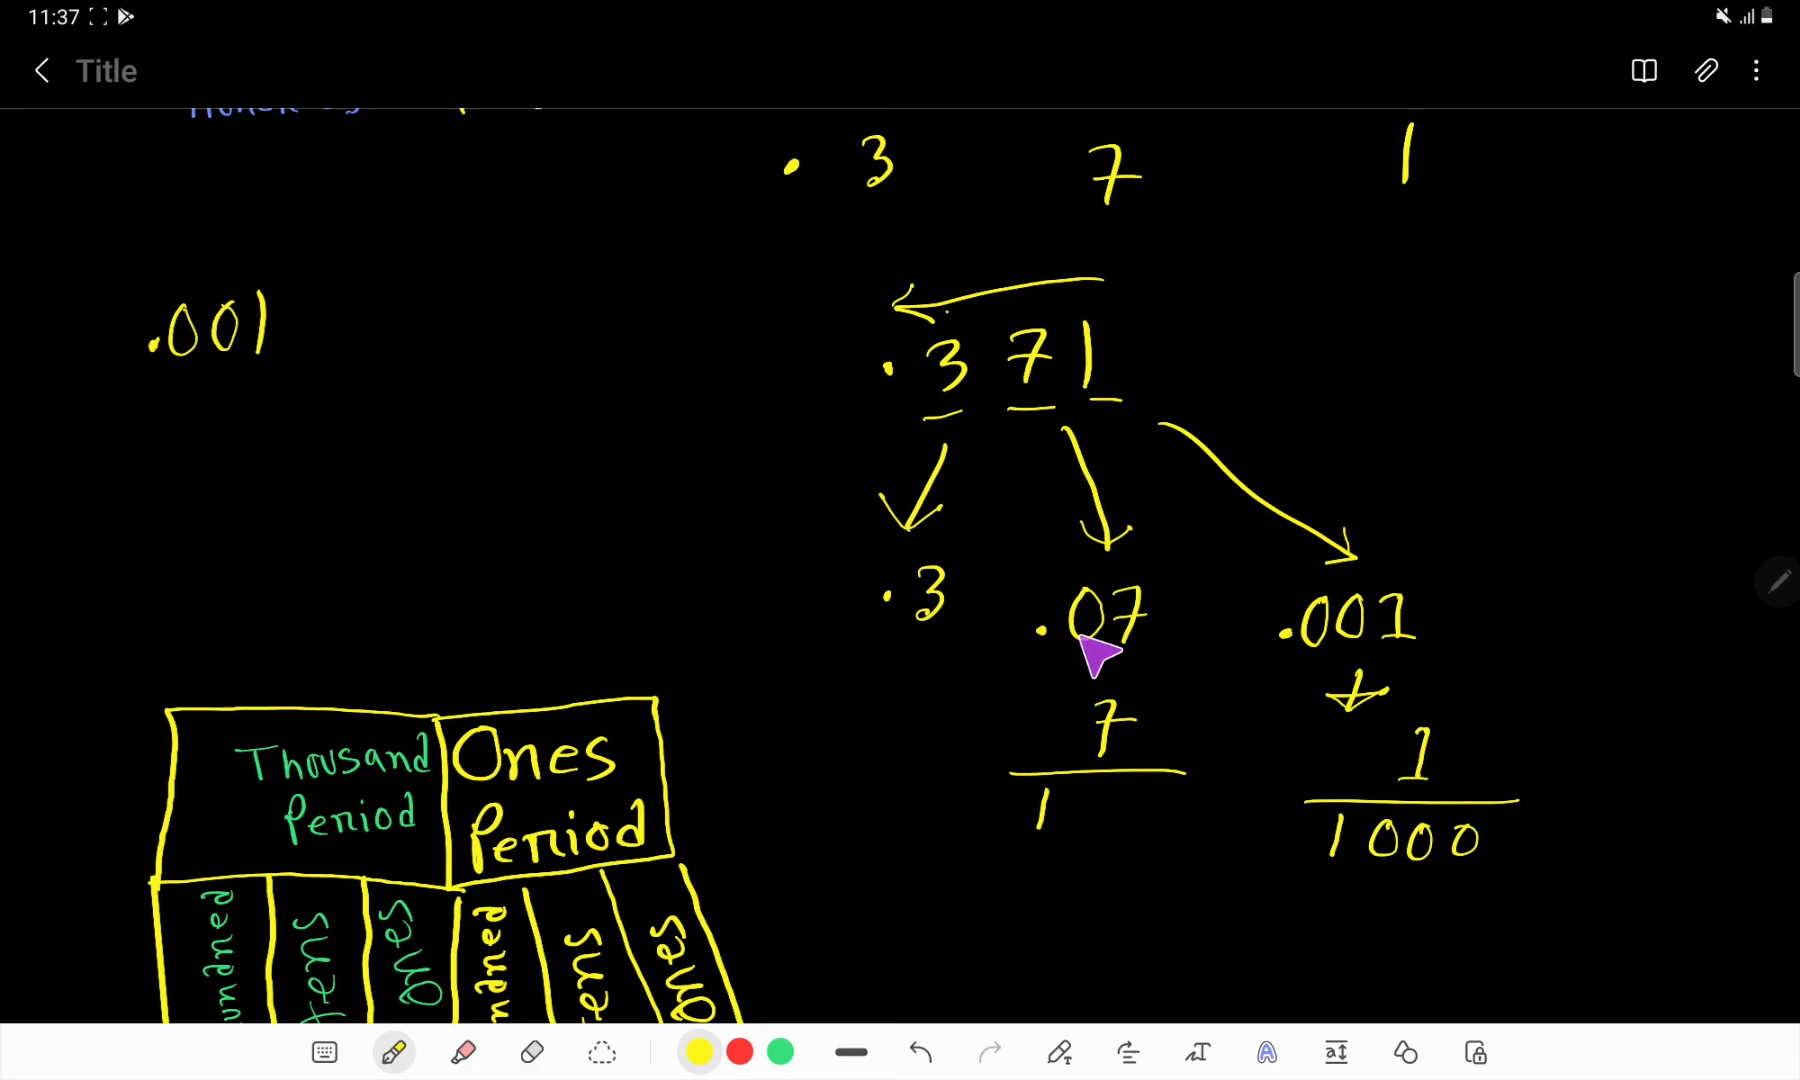 11:37
Title
. 3 7 1
.001
.3 7 1
.3 .07 .001
7
1
1
1000
Thousand Period
Ones Period
tens
Ones
tens
Ones